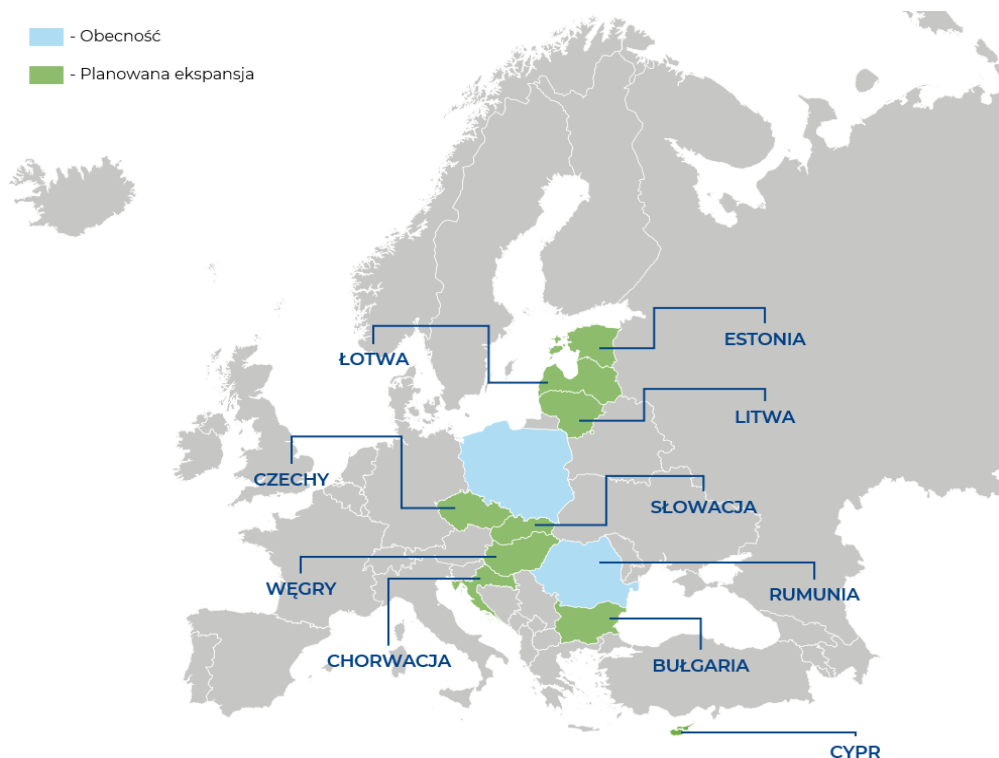 - Obecność
- Planowana ekspansja
ESTONIA
ŁOTWA
LITWA
CZECHY
SŁOWACJA
WĘGRY
RUMUNIA
CHORWACJA
BUŁGARIA
CYPR